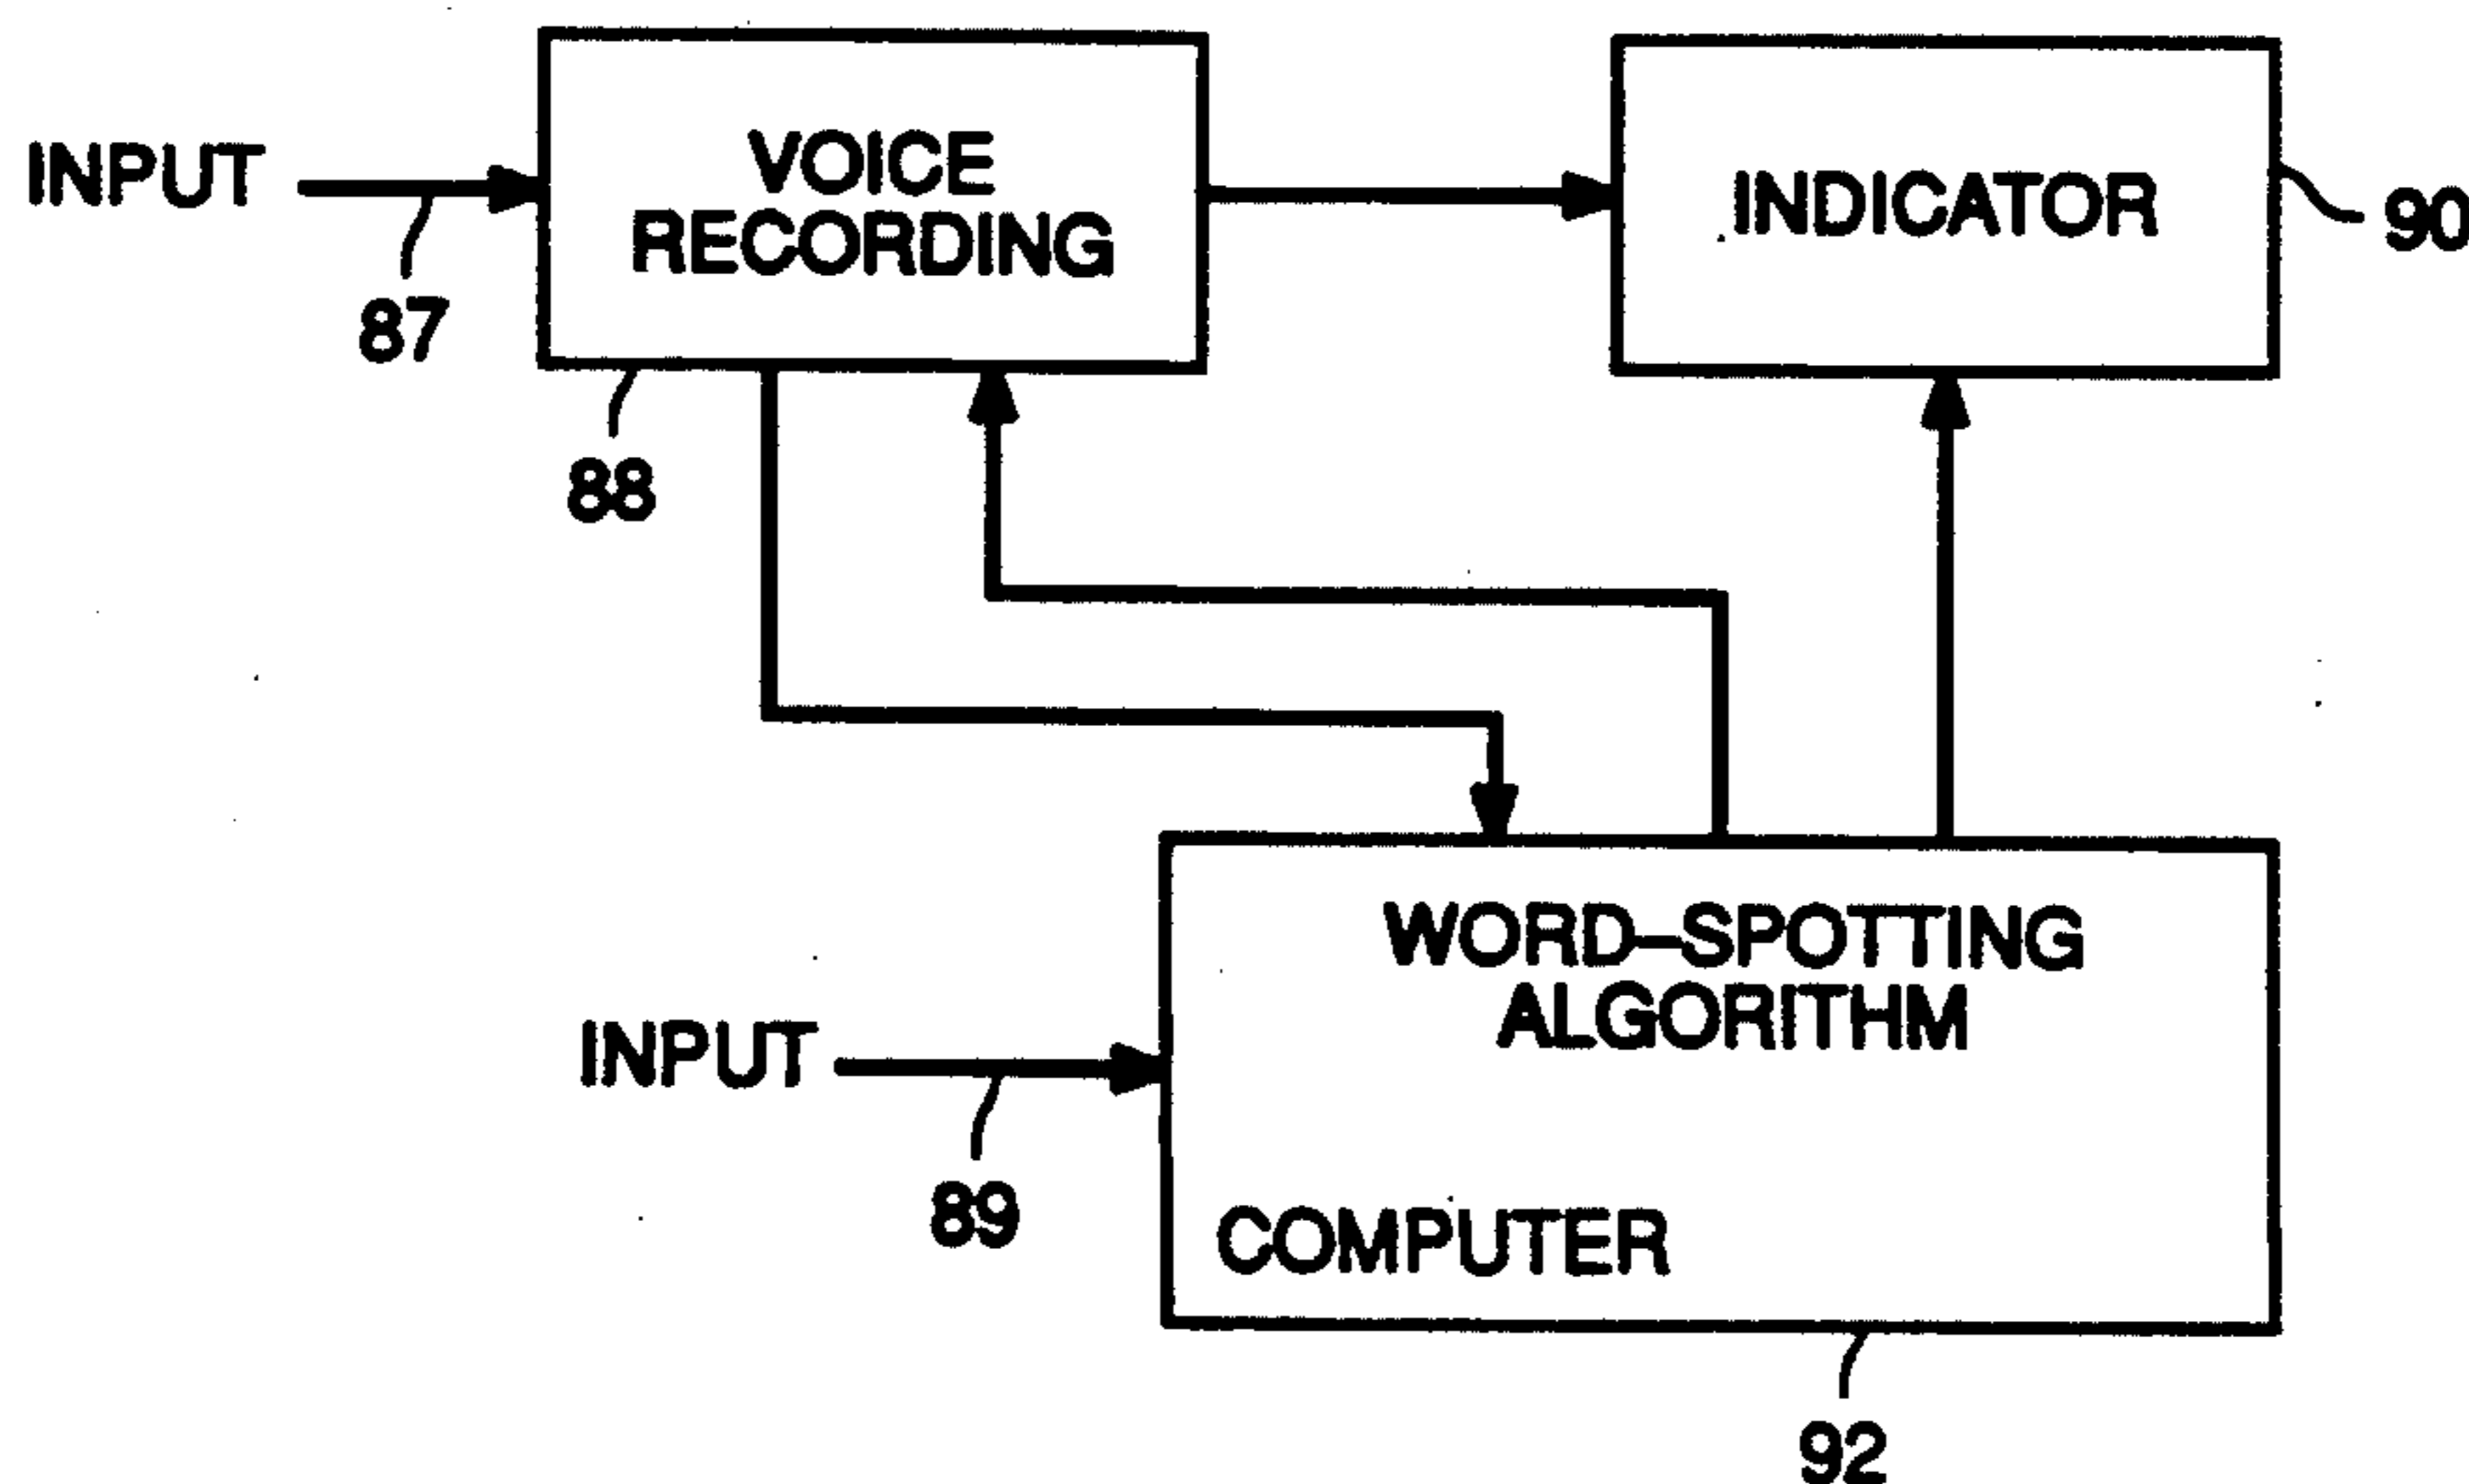 INPUT
87
VOICE
RECORDING
88
INDICATOR
90
INPUT
89
WORD-SPOTTING
ALGORITHM
COMPUTER
92